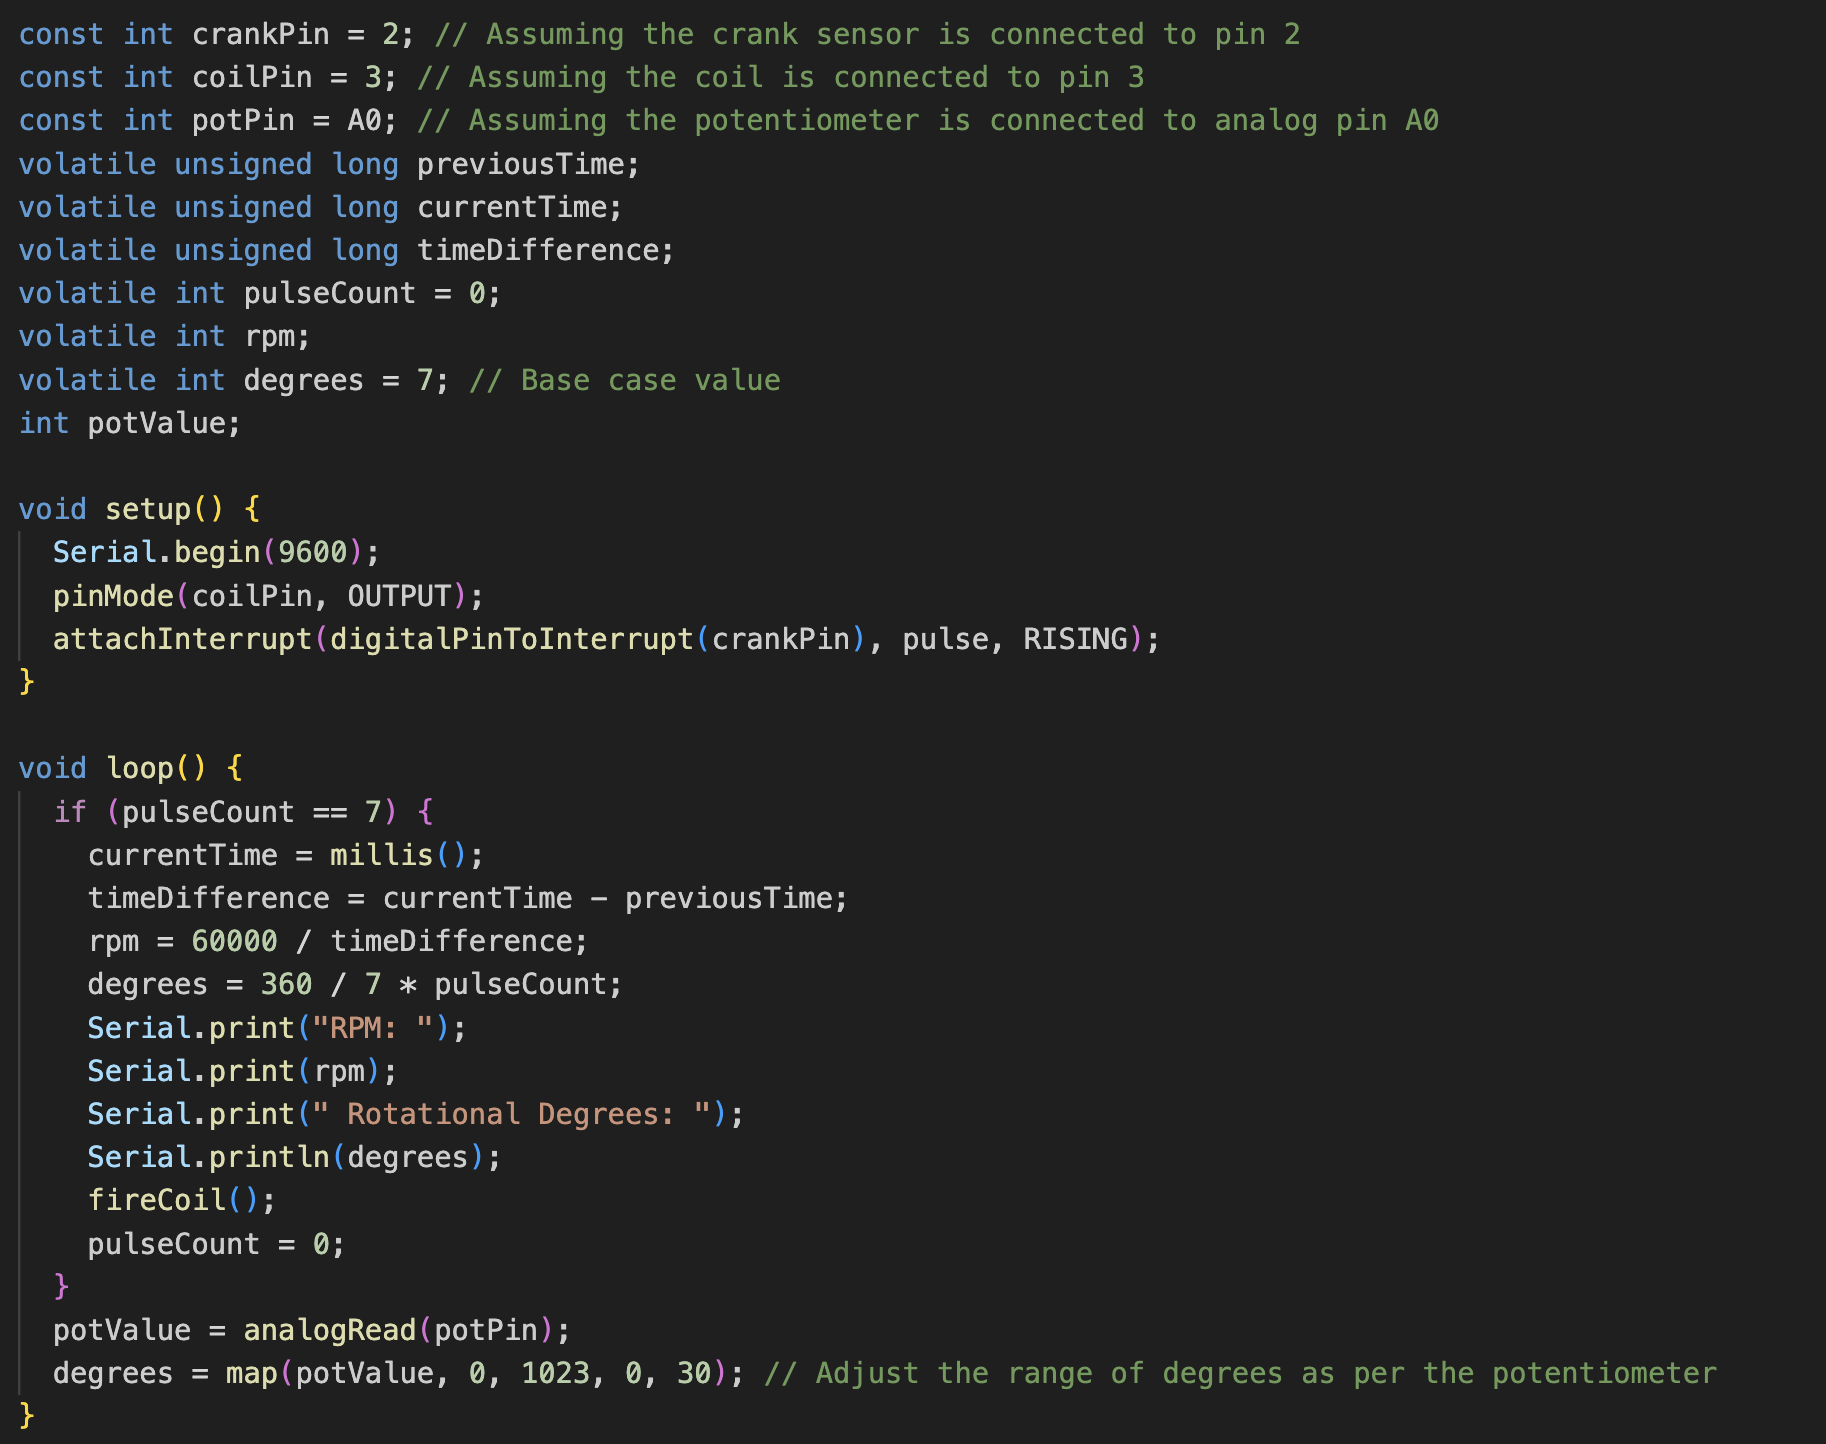 const int crankPin = 2; // Assuming the crank sensor is connected to pin 2
const int coilPin = 3; // Assuming the coil is connected to pin 3
const int potPin = A0; // Assuming the potentiometer is connected to analog pin A0
volatile unsigned long previousTime;
volatile unsigned long currentTime;
volatile unsigned long timeDifference;
volatile int pulseCount = 0;
volatile int rpm;
volatile int degrees = 7; // Base case value
int potValue;

void setup() {
  Serial.begin(9600);
  pinMode(coilPin, OUTPUT);
  attachInterrupt(digitalPinToInterrupt(crankPin), pulse, RISING);
}

void loop() {
  if (pulseCount == 7) {
    currentTime = millis();
    timeDifference = currentTime - previousTime;
    rpm = 60000 / timeDifference;
    degrees = 360 / 7 * pulseCount;
    Serial.print("RPM: ");
    Serial.print(rpm);
    Serial.print(" Rotational Degrees: ");
    Serial.println(degrees);
    fireCoil();
    pulseCount = 0;
  }
  potValue = analogRead(potPin);
  degrees = map(potValue, 0, 1023, 0, 30); // Adjust the range of degrees as per the potentiometer
}